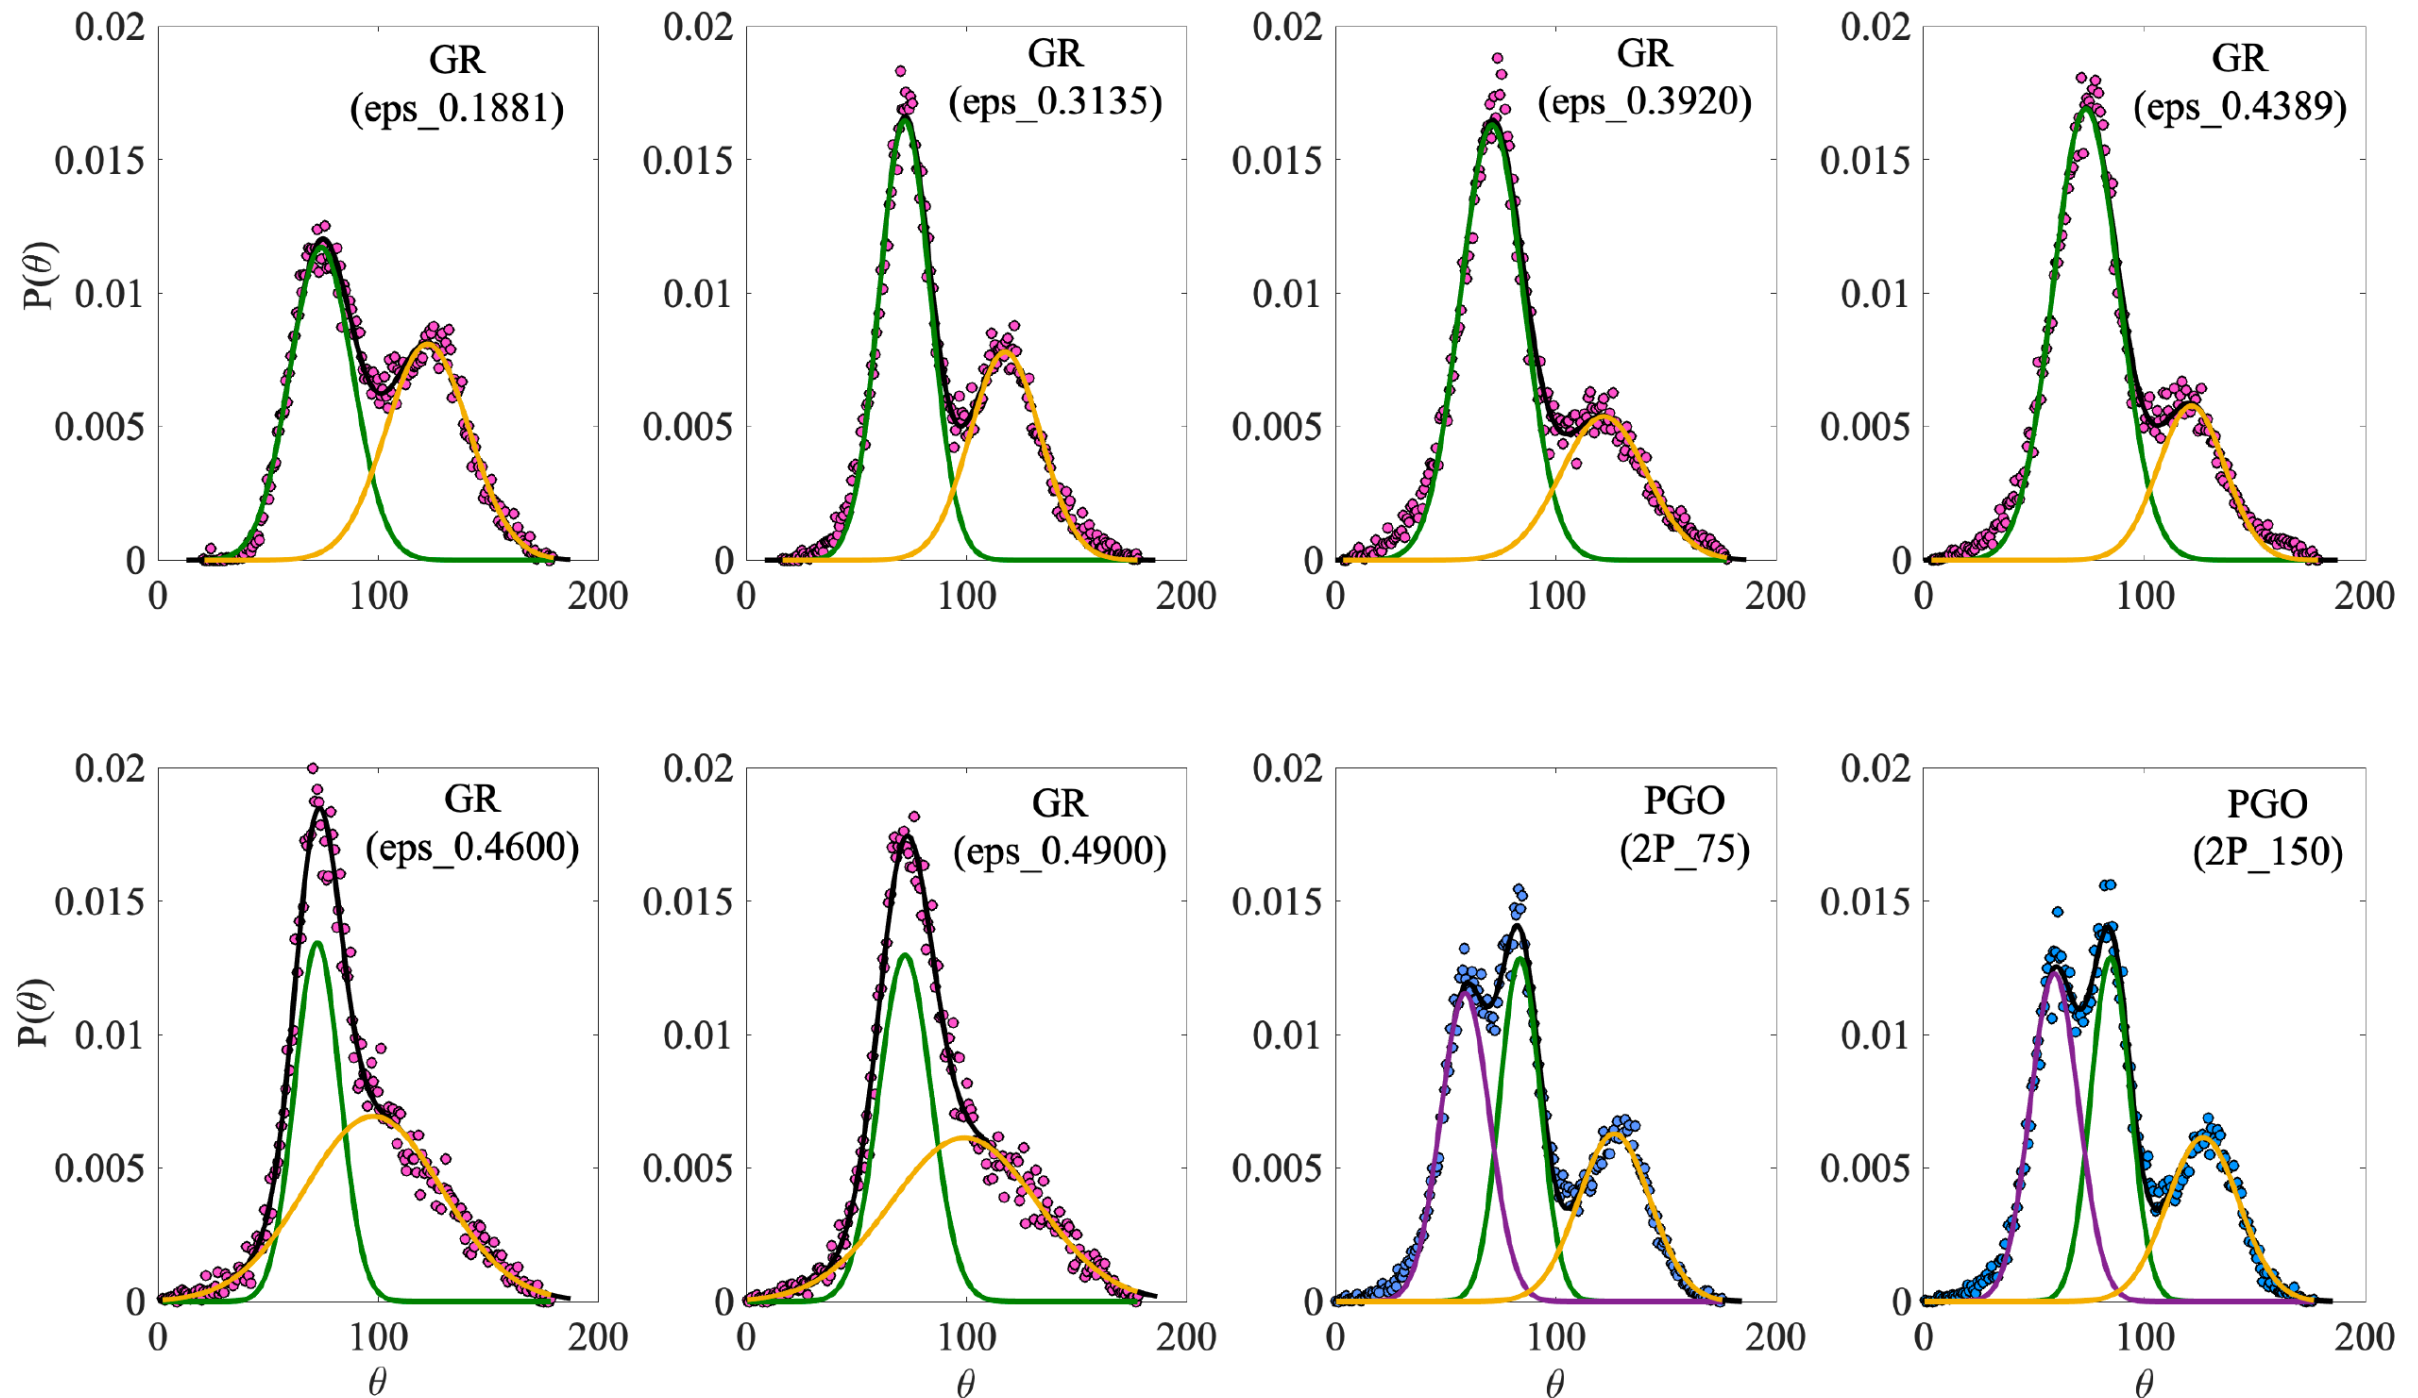 0.02 0.02 0.02 0.02
GR GR GR GR
(eps_0.1881) (eps_0.3135) (eps_0.3920) (eps_0.4389)
0.015 0.015 0.015 0.015
P(θ)
0.01 0.01 0.01 0.01
0.005 0.005 0.005 0.005
0 0 0 0
0 100 200 0 100 200 0 100 200 0 100 200
0.02 0.02 0.02 0.02
GR GR PGO PGO
(eps_0.4600) (eps_0.4900) (2P_75) (2P_150)
0.015 0.015 0.015 0.015
P(θ)
0.01 0.01 0.01 0.01
0.005 0.005 0.005 0.005
0 0 0 0
0 100 200 0 100 200 0 100 200 0 100 200
θ θ θ θ